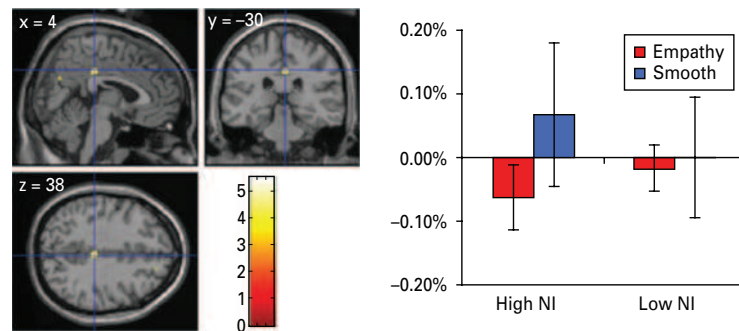 x = 4
y = –30
z = 38
5
4
3
2
1
0
0.20%
0.10%
0.00%
–0.10%
–0.20%
Empathy
Smooth
High NI
Low NI